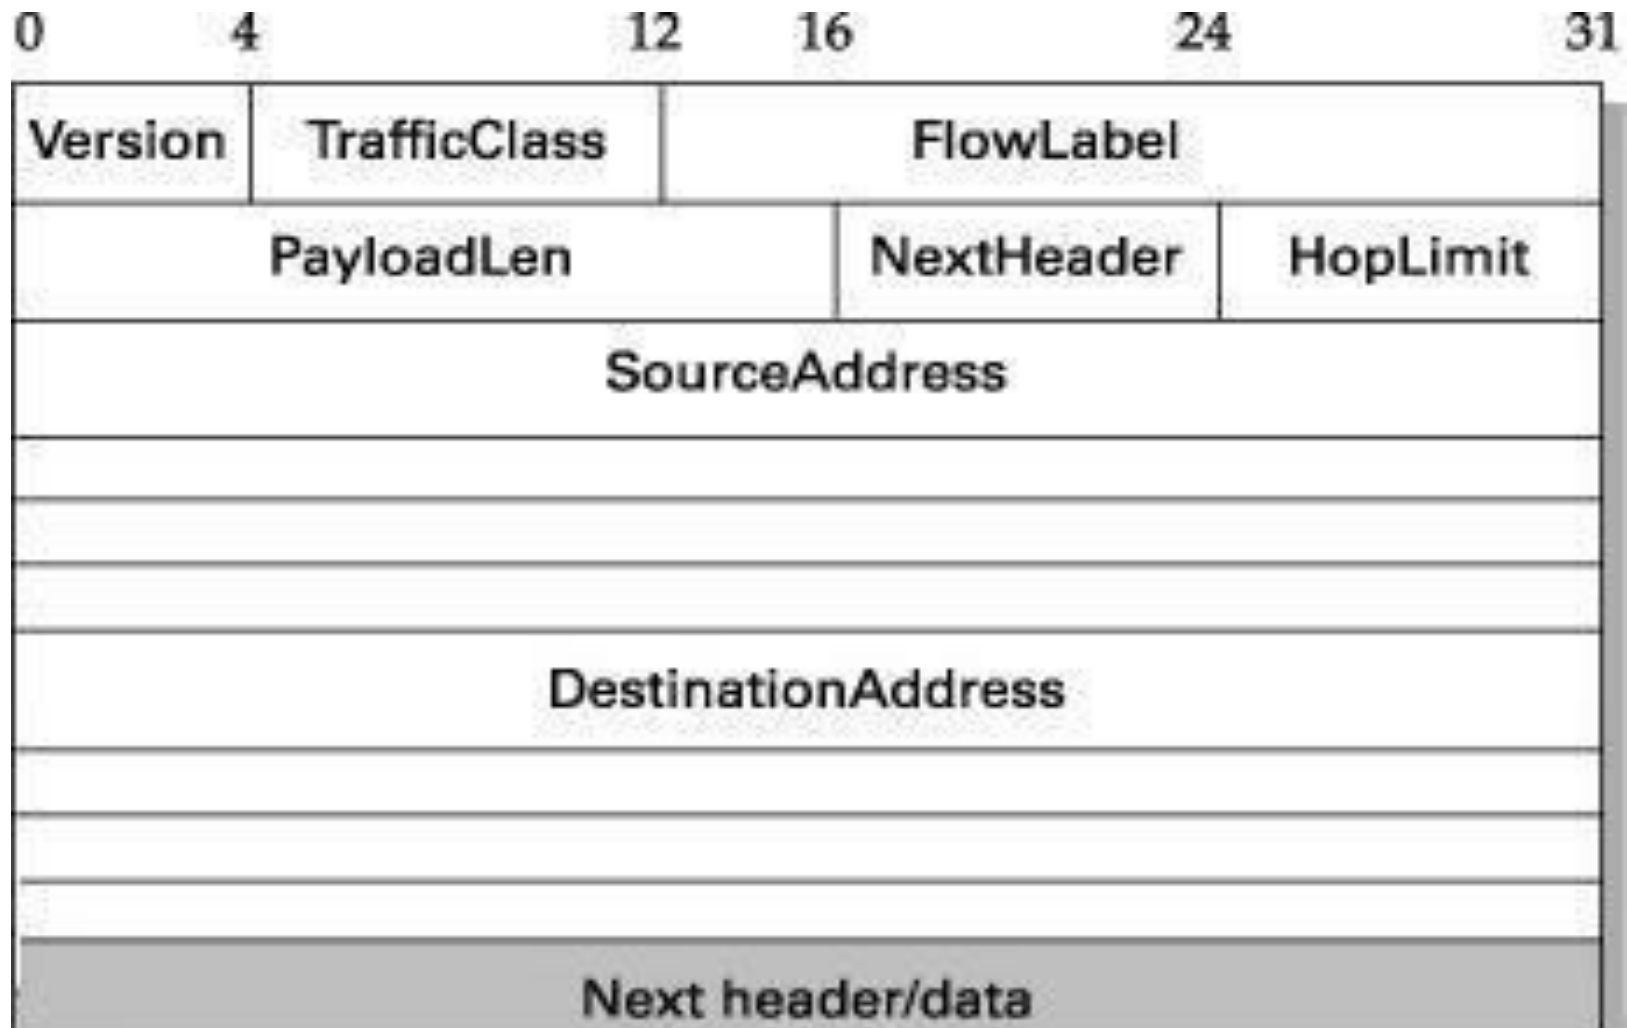 0 4 12 16 24 31
Version TrafficClass FlowLabel
PayloadLen NextHeader HopLimit
SourceAddress
DestinationAddress
Next header/data